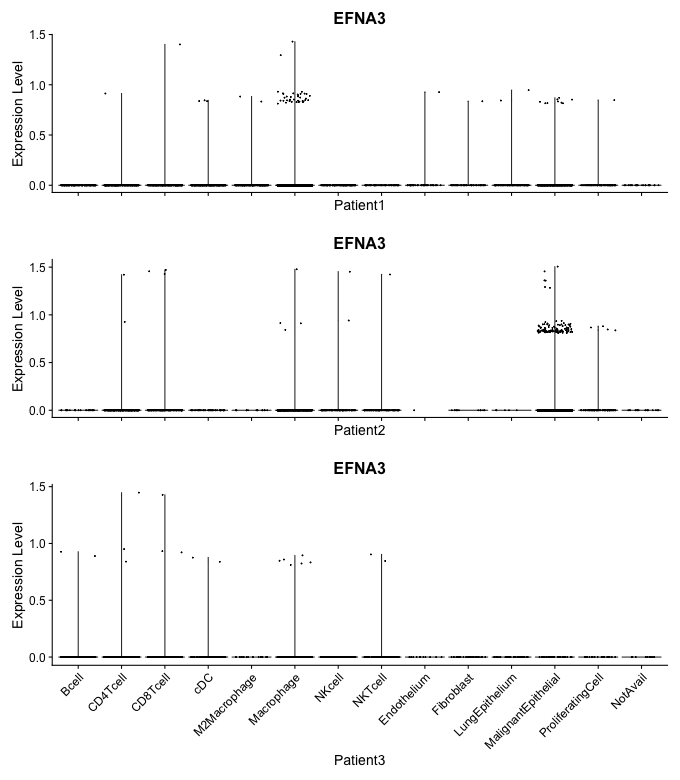 EFNA3
Expression Level
1.5
1.0
0.5
0.0
Patient1
EFNA3
Expression Level
1.5
1.0
0.5
0.0
Patient2
EFNA3
Expression Level
1.5
1.0
0.5
0.0
Bcell
CD4Tcell
CD8Tcell
cDC
M2Macrophage
Macrophage
NKcell
NKTcell
Endothelium
Fibroblast
LungEpithelium
MalignantEpithelial
ProliferatingCell
NotAvail
Patient3